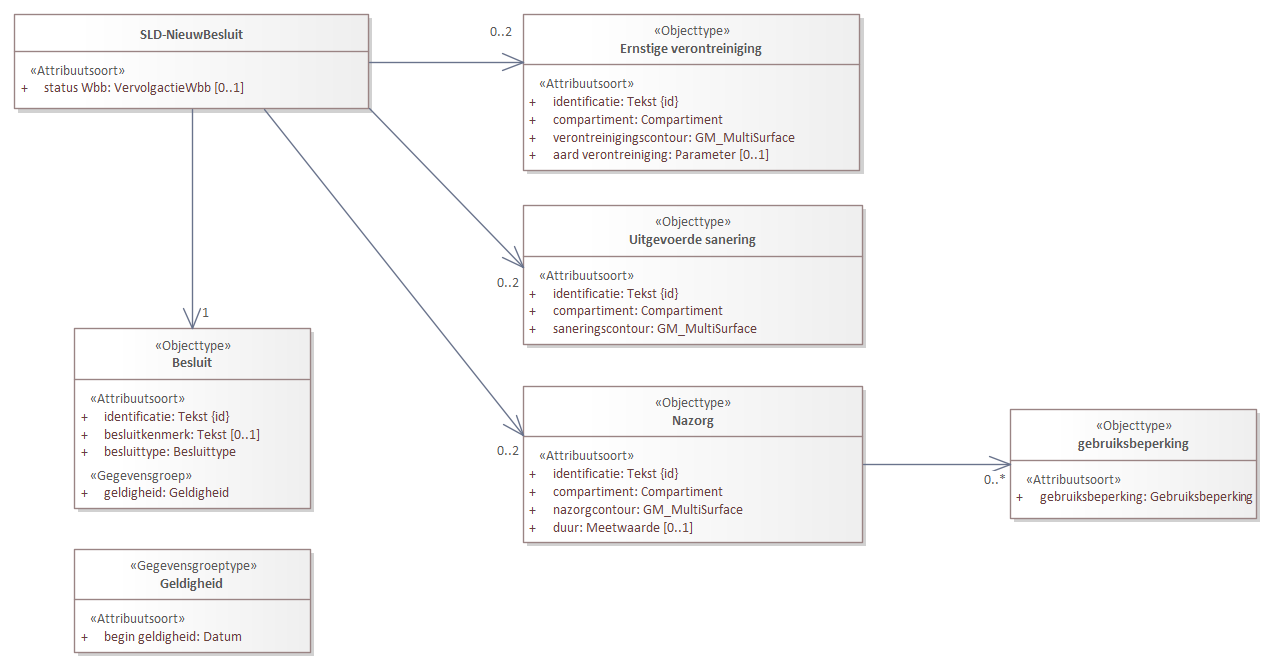 SLD-NieuwBesluit
«Attribuutsoort»
+ status Wbb: VervolgactieWbb [0..1]
0..2
«Objecttype»
Ernstige verontreiniging
«Attribuutsoort»
+ identificatie: Tekst {id}
+ compartiment: Compartiment
+ verontreinigingscontour: GM_MultiSurface
+ aard verontreiniging: Parameter [0..1]
0..2
«Objecttype»
Uitgevoerde sanering
«Attribuutsoort»
+ identificatie: Tekst {id}
+ compartiment: Compartiment
+ saneringscontour: GM_MultiSurface
1
«Objecttype»
Besluit
«Attribuutsoort»
+ identificatie: Tekst {id}
+ besluitkenmerk: Tekst [0..1]
+ besluittype: Besluittype
«Gegevensgroep»
+ geldigheid: Geldigheid
0..2
«Objecttype»
Nazorg
«Attribuutsoort»
+ identificatie: Tekst {id}
+ compartiment: Compartiment
+ nazorgcontour: GM_MultiSurface
+ duur: Meetwaarde [0..1]
0..*
«Objecttype»
gebruiksbeperking
«Attribuutsoort»
+ gebruiksbeperking: Gebruiksbeperking
«Gegevensgroeptype»
Geldigheid
«Attribuutsoort»
+ begin geldigheid: Datum